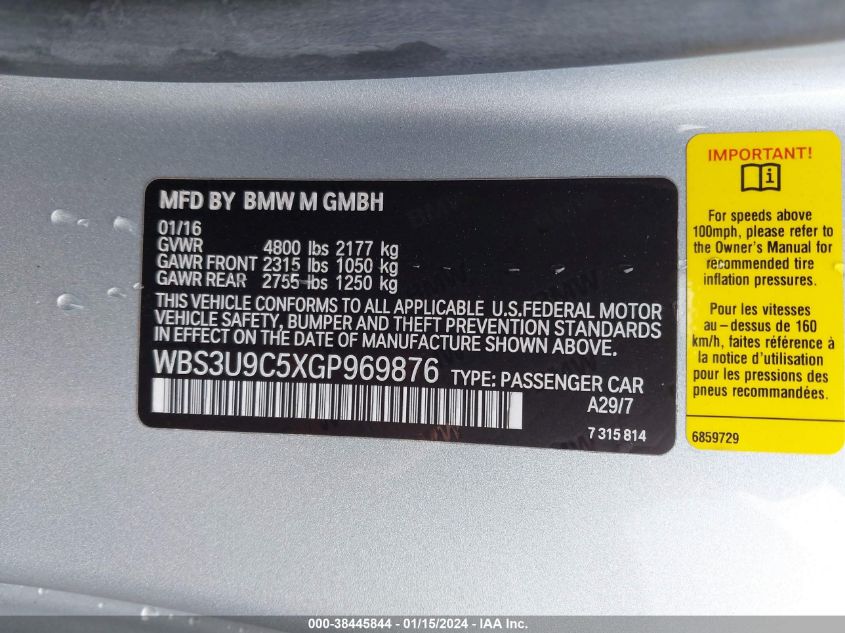 MFD BY BMW M GMBH
01/16
GVWR 4800 lbs 2177 kg
GAWR FRONT 2315 lbs 1050 kg
GAWR REAR 2755 lbs 1250 kg
THIS VEHICLE CONFORMS TO ALL APPLICABLE U.S.FEDERAL MOTOR
VEHICLE SAFETY, BUMPER AND THEFT PREVENTION STANDARDS
IN EFFECT ON THE DATE OF MANUFACTURE SHOWN ABOVE.
WBS3U9C5XGP969876 TYPE: PASSENGER CAR
A29/7
7 315 814
IMPORTANT!
For speeds above
100mph, please refer to
the Owner's Manual for
recommended tire
inflation pressures.
Pour les vitesses
au–dessus de 160
km/h, faites référence à
la notice d'utilisation
pour les pressions des
pneus recommandées.
6859729
000-38445844 - 01/15/2024 - IAA Inc.